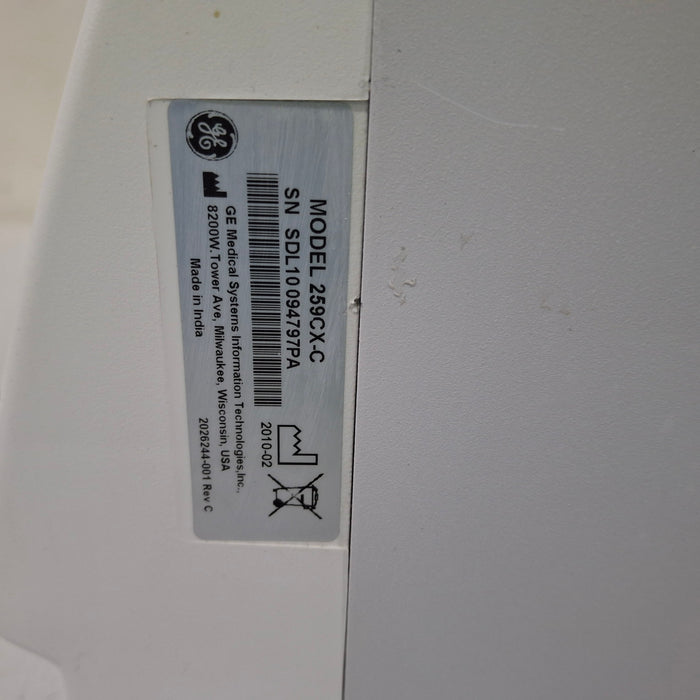 MODEL 259CX-C
SN SDL10094797PA
2010-02
GE
GE Medical Systems Information Technologies,Inc.,
8200W.Tower Ave, Milwaukee, Wisconsin, USA
Made in India
2026244-001 Rev C